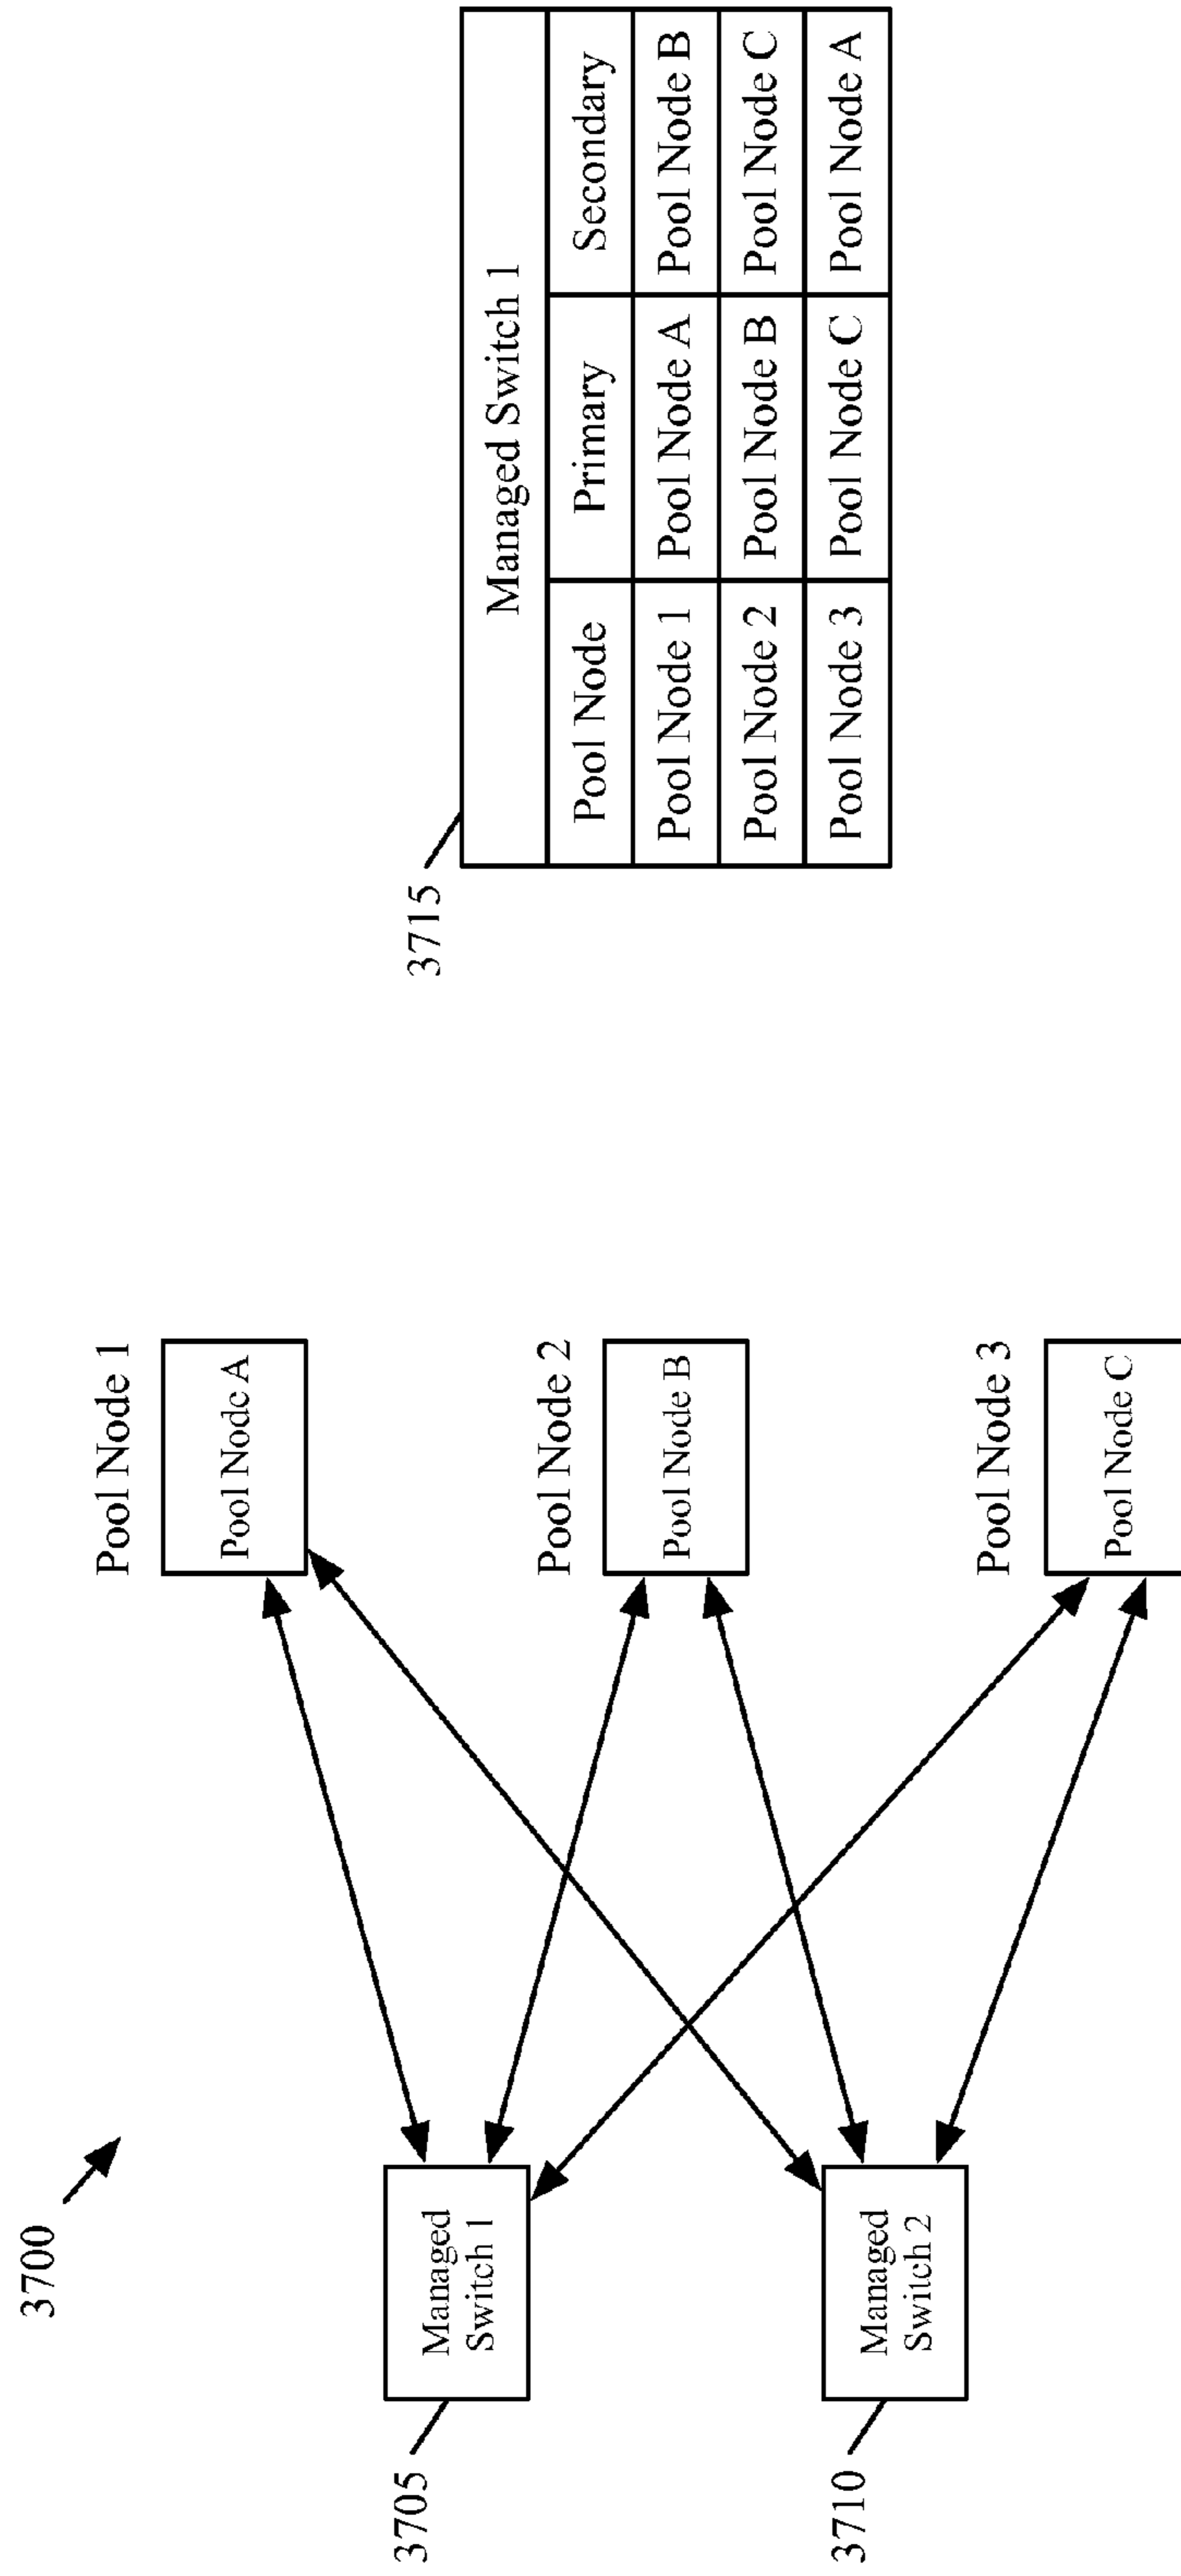 3700
3705
Managed
Switch 1
3710
Managed
Switch 2
Pool Node 1
Pool Node A
Pool Node 2
Pool Node B
Pool Node 3
Pool Node C
3715
Managed Switch 1
Pool Node Primary Secondary
Pool Node 1 Pool Node A Pool Node B
Pool Node 2 Pool Node B Pool Node C
Pool Node 3 Pool Node C Pool Node A